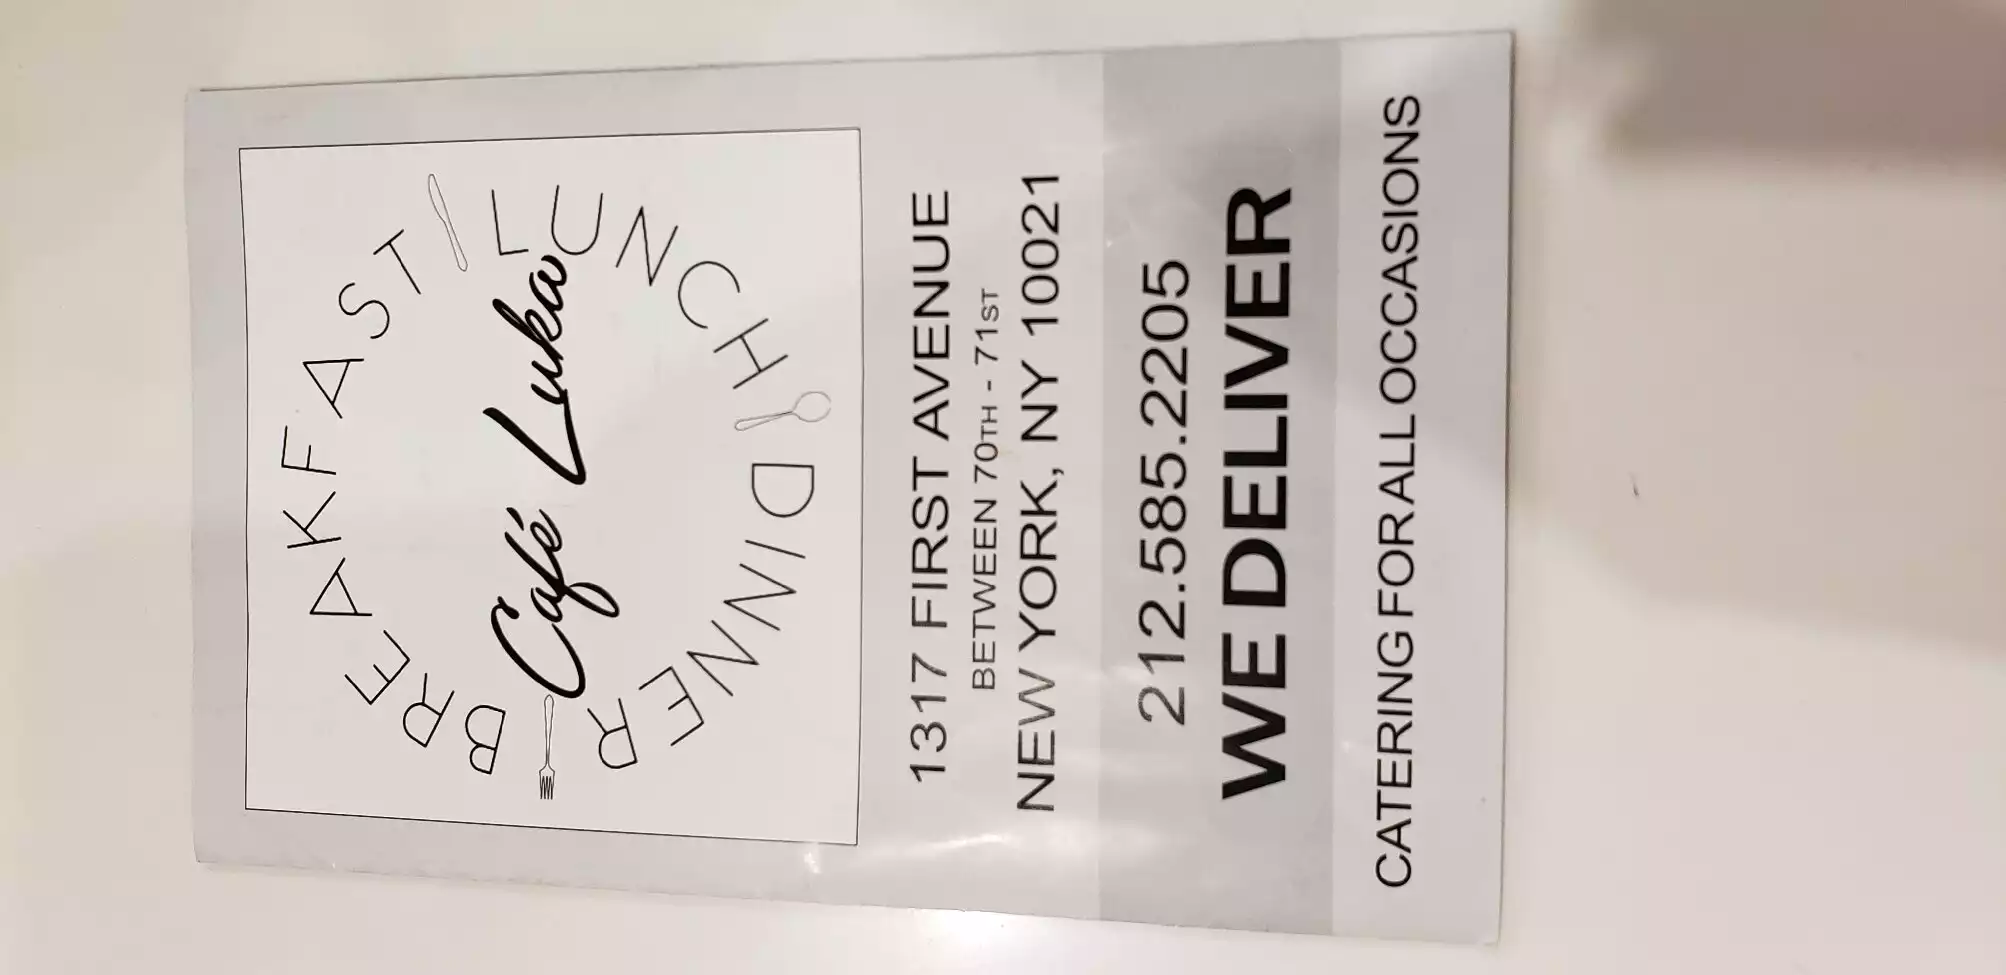 BREAKFAST LUNCH DINNER
Café Luka
1317 FIRST AVENUE
BETWEEN 70TH - 71ST
NEW YORK, NY 10021
212.585.2205
WE DELIVER
CATERING FOR ALL OCCASIONS